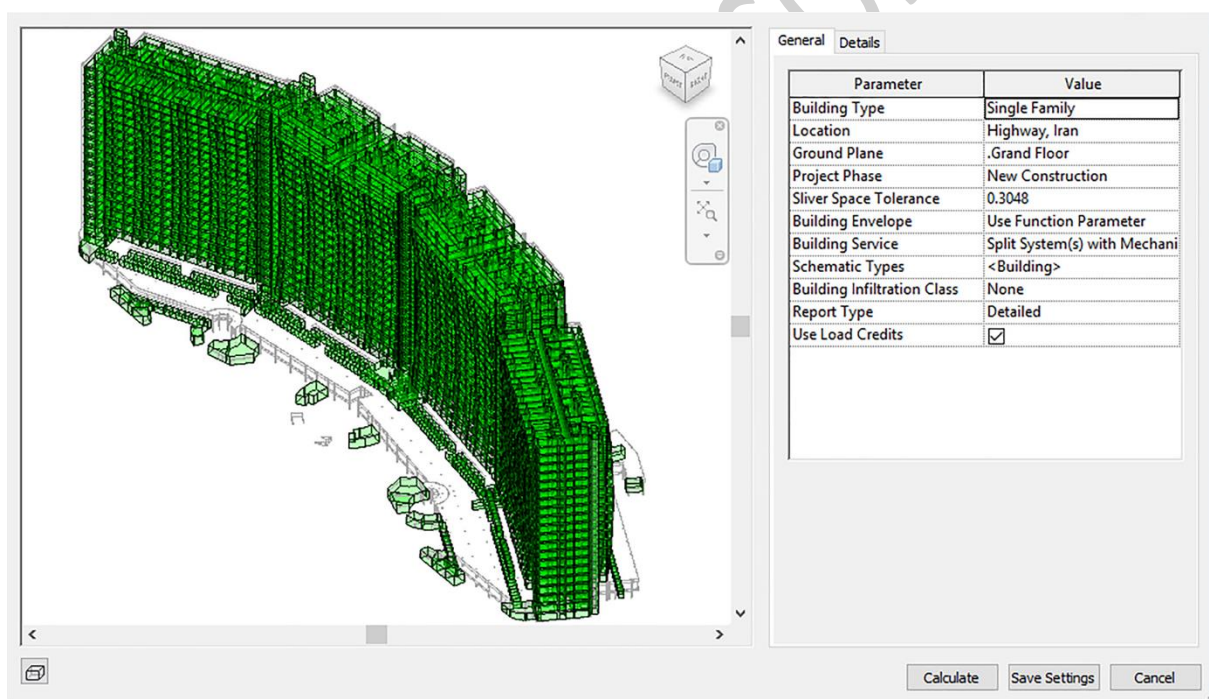 General Details
Parameter Value
Building Type Single Family
Location Highway, Iran
Ground Plane .Grand Floor
Project Phase New Construction
Sliver Space Tolerance 0.3048
Building Envelope Use Function Parameter
Building Service Split System(s) with Mechani
Schematic Types <Building>
Building Infiltration Class None
Report Type Detailed
Use Load Credits
Calculate Save Settings Cancel